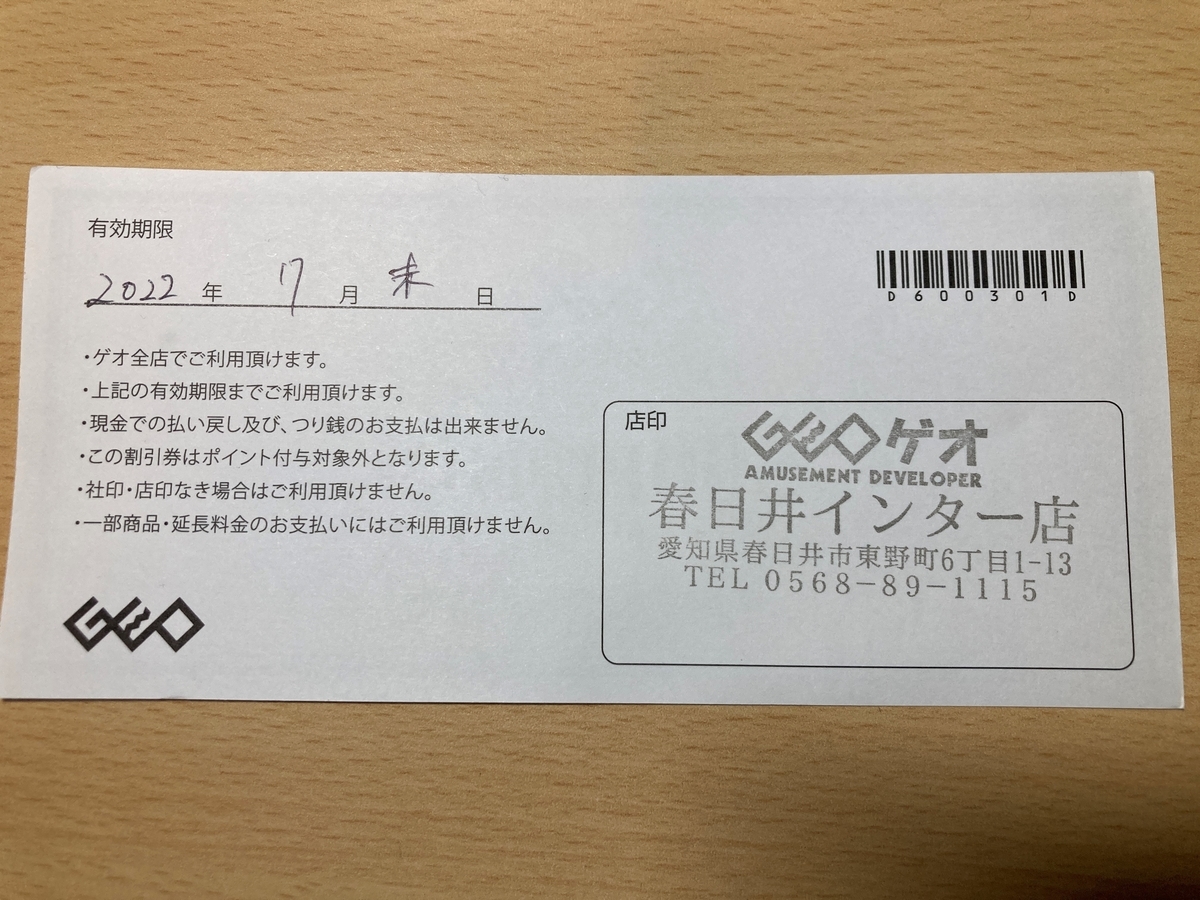 有効期限
2022 年 7 月 末 日
D600301D
・ゲオ全店でご利用頂けます。
・上記の有効期限までご利用頂けます。
・現金での払い戻し及び、つり銭のお支払は出来ません。
・この割引券はポイント付与対象外となります。
・社印・店印なき場合はご利用頂けません。
・一部商品・延長料金のお支払いにはご利用頂けません。
GEO
店印
GEOゲオ
AMUSEMENT DEVELOPER
春日井インター店
愛知県春日井市東野町6丁目1-13
TEL 0568-89-1115